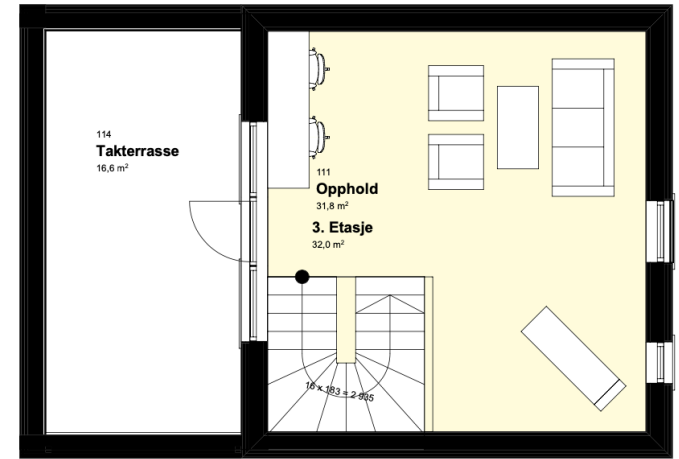 114
Takterrasse
16,6 m²
111
Opphold
31,8 m²
3. Etasje
32,0 m²
16 x 183 = 2 935